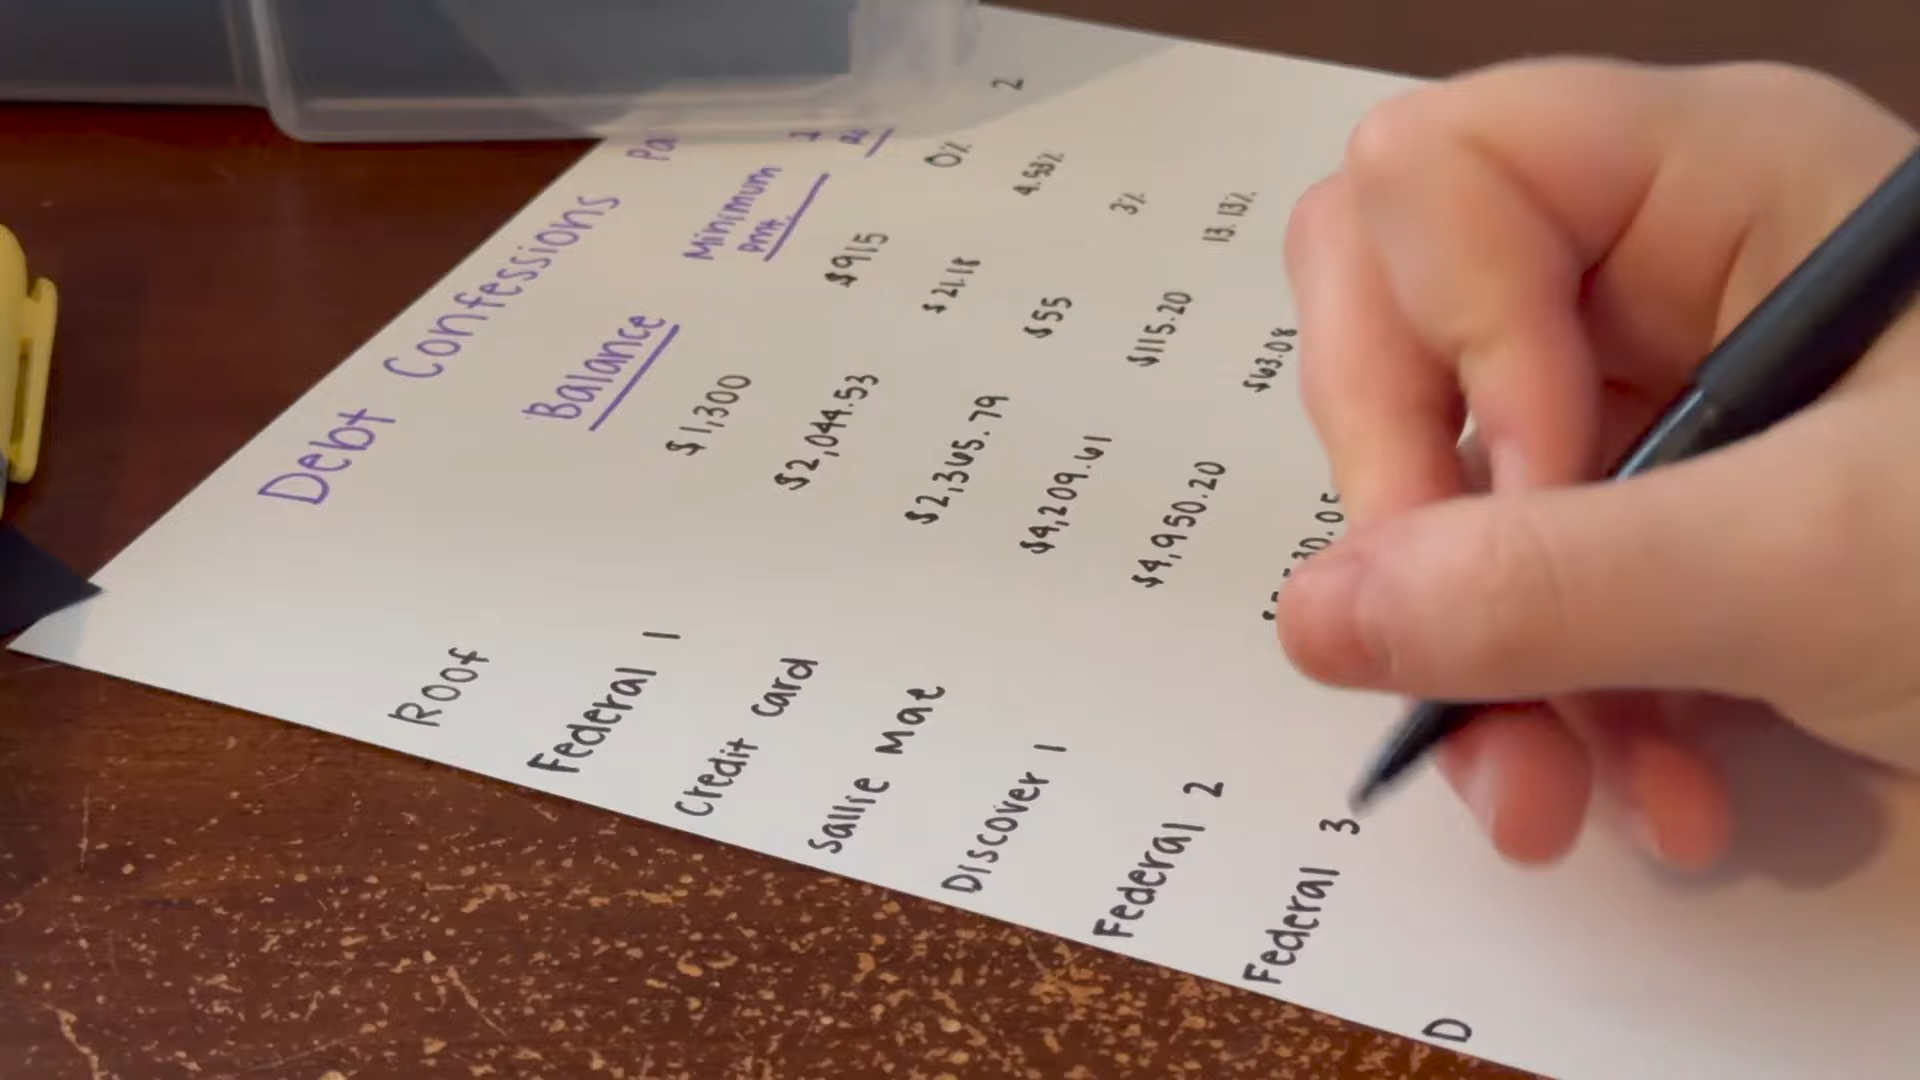 Debt Confessions
Balance Minimum
pmt.
Roof $1,300 $915 0% 2
Federal 1 $2,044.53 $21.18 4.53%
Credit card $2,365.79 $55 3%
Sallie Mae $4,209.61 $115.20 13.13%
Discover 1 $4,950.20 $63.08
Federal 2
Federal 3
D